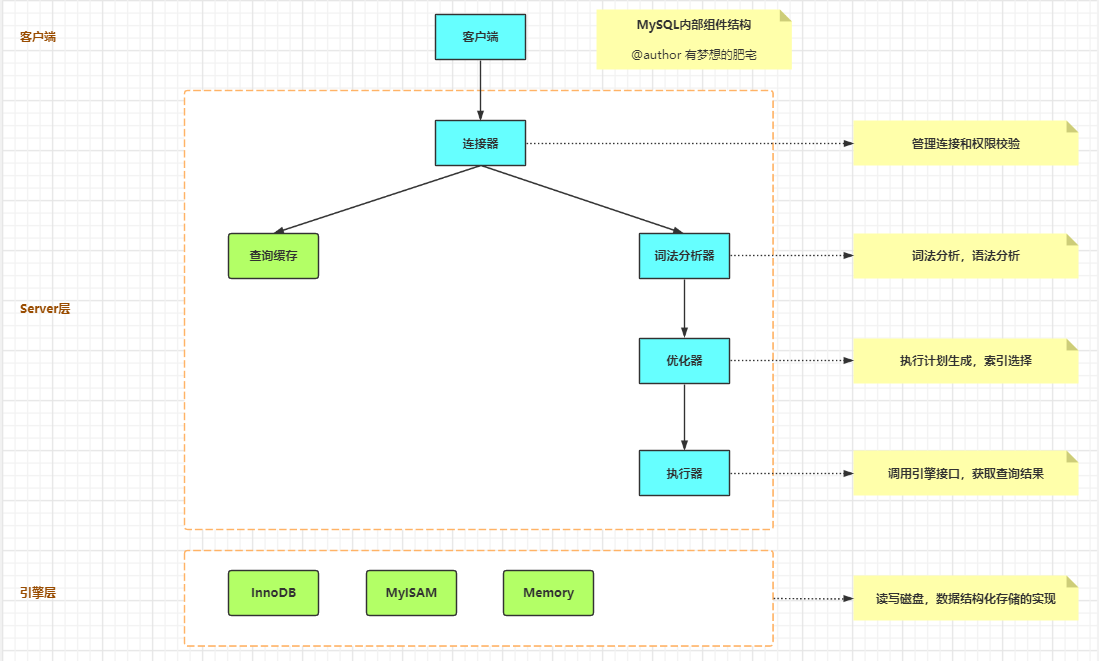 客户端
客户端
MySQL内部组件结构
@author 有梦想的肥宅
连接器
管理连接和权限校验
查询缓存
词法分析器
词法分析，语法分析
Server层
优化器
执行计划生成，索引选择
执行器
调用引擎接口，获取查询结果
引擎层
InnoDB
MyISAM
Memory
读写磁盘，数据结构化存储的实现